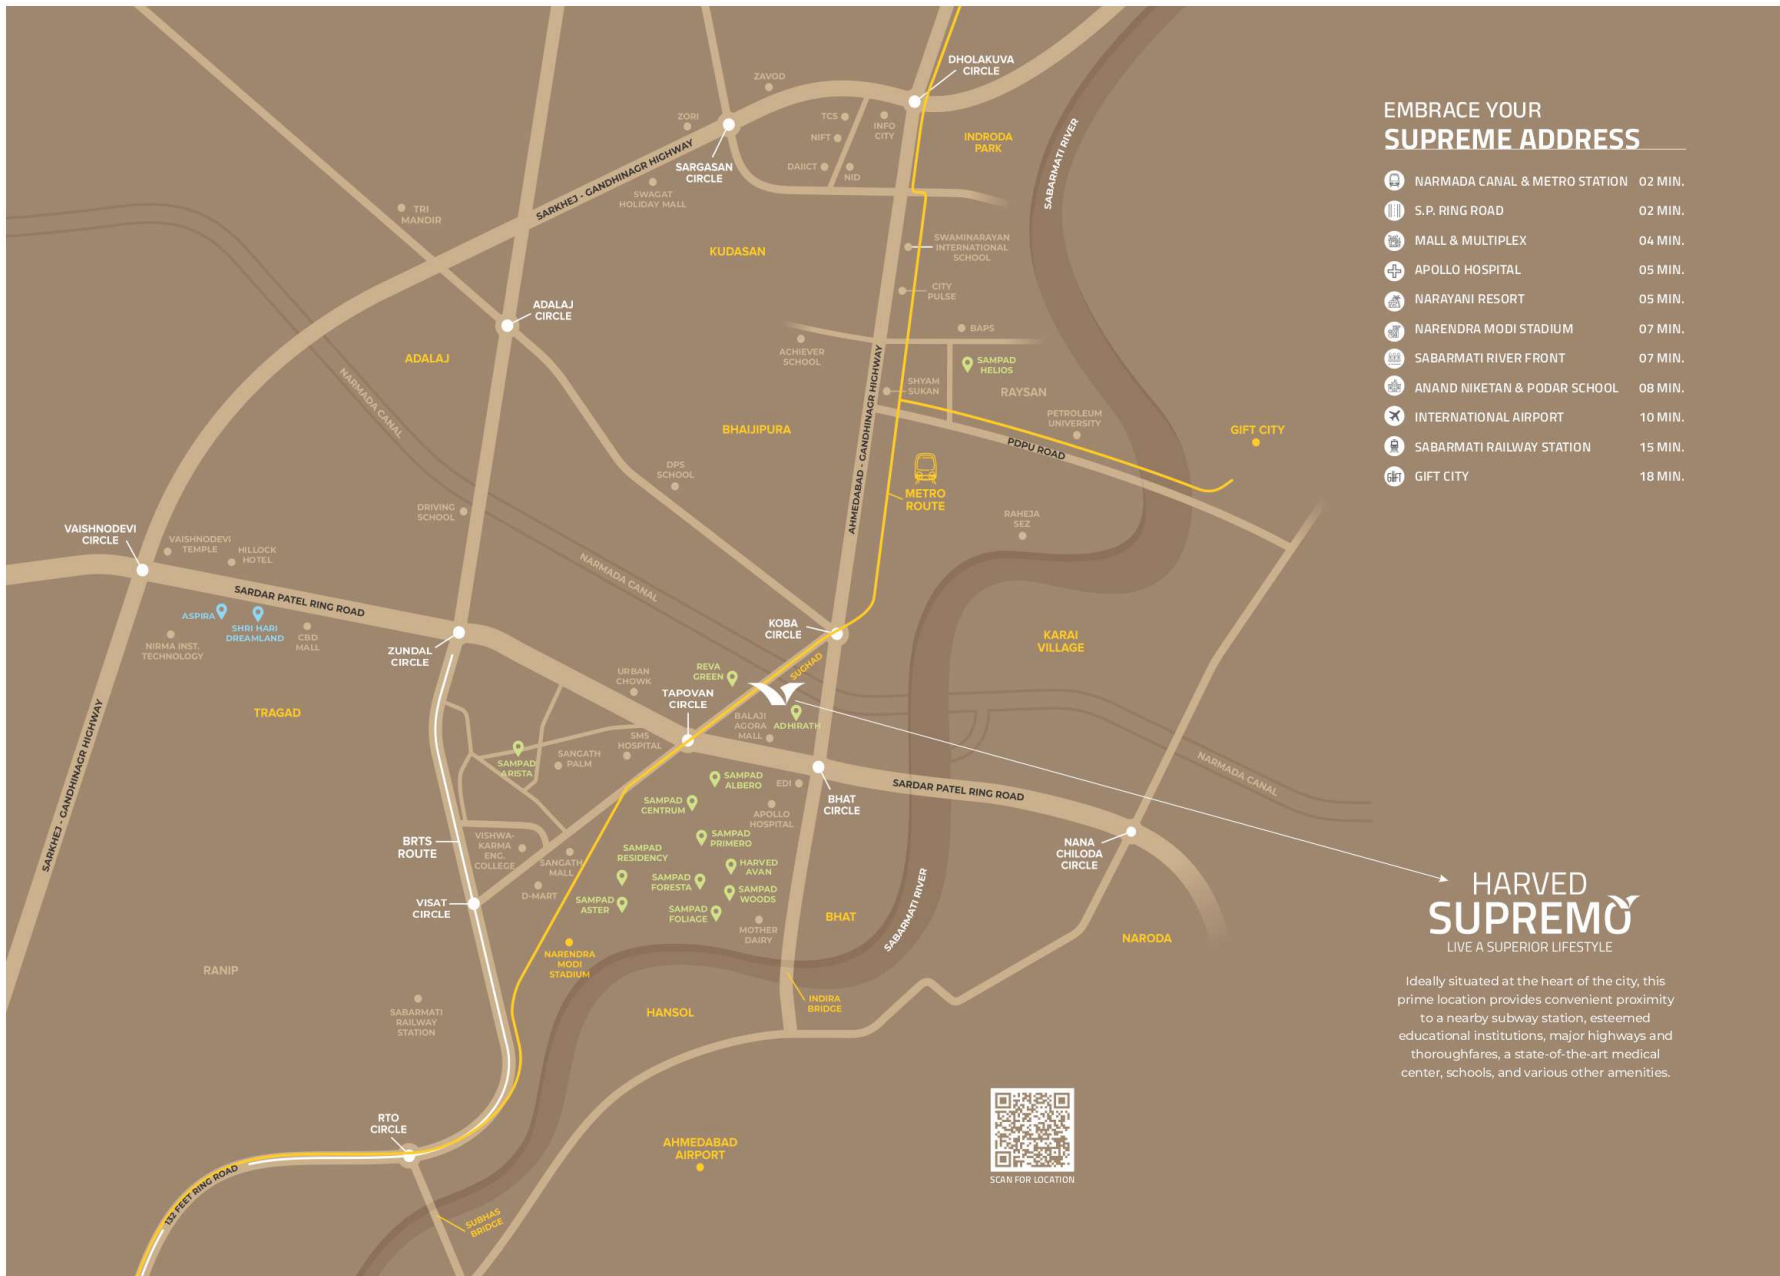 DHOLAKUVA
CIRCLE
ZAVOD
ZORI
TCS
NIFT
INFO
CITY
INDRODA
PARK
SABARMATI RIVER
SARGASAN
CIRCLE
DAIICT
NID
SARKHEJ - GANDHINAGR HIGHWAY
SWAGAT
HOLIDAY MALL
TRI
MANDIR
KUDASAN
SWAMINARAYAN
INTERNATIONAL
SCHOOL
CITY
PULSE
ADALAJ
CIRCLE
BAPS
ACHIEVER
SCHOOL
ADALAJ
SAMPAD
HELIOS
SHYAM
SUKAN
RAYSAN
NARMADA CANAL
AHMEDABAD - GANDHINAGR HIGHWAY
PETROLEUM
UNIVERSITY
BHAIJIPURA
GIFT CITY
PDPU ROAD
DPS
SCHOOL
METRO
ROUTE
DRIVING
SCHOOL
RAHEJA
SEZ
VAISHNODEVI
CIRCLE
VAISHNODEVI
TEMPLE
HILLOCK
HOTEL
NARMADA CANAL
SARDAR PATEL RING ROAD
ASPIRA
SHRI HARI
DREAMLAND
CBD
MALL
NIRMA INST.
TECHNOLOGY
KOBA
CIRCLE
KARAI
VILLAGE
ZUNDAL
CIRCLE
SUGHAD
REVA
GREEN
URBAN
CHOWK
TAPOVAN
CIRCLE
TRAGAD
BALAJI
AGORA
MALL
ADHIRATH
SMS
HOSPITAL
SANGATH
PALM
SAMPAD
ARISTA
SARKHEJ - GANDHINAGR HIGHWAY
NARMADA CANAL
SAMPAD
ALBERO
EDI
SARDAR PATEL RING ROAD
SAMPAD
CENTRUM
BHAT
CIRCLE
APOLLO
HOSPITAL
BRTS
ROUTE
VISHWA-
KARMA
ENG.
COLLEGE
SAMPAD
PRIMERO
SAMPAD
RESIDENCY
NANA
CHILODA
CIRCLE
SANGATH
MALL
HARVED
AVAN
SAMPAD
FORESTA
SAMPAD
WOODS
D-MART
VISAT
CIRCLE
SAMPAD
ASTER
SAMPAD
FOLIAGE
BHAT
SABARMATI RIVER
MOTHER
DAIRY
NARODA
NARENDRA
MODI
STADIUM
RANIP
INDIRA
BRIDGE
HANSOL
SABARMATI
RAILWAY
STATION
RTO
CIRCLE
AHMEDABAD
AIRPORT
132 FEET RING ROAD
SUBHAS
BRIDGE
SCAN FOR LOCATION
EMBRACE YOUR
SUPREME ADDRESS
NARMADA CANAL & METRO STATION 02 MIN.
S.P. RING ROAD 02 MIN.
MALL & MULTIPLEX 04 MIN.
APOLLO HOSPITAL 05 MIN.
NARAYANI RESORT 05 MIN.
NARENDRA MODI STADIUM 07 MIN.
SABARMATI RIVER FRONT 07 MIN.
ANAND NIKETAN & PODAR SCHOOL 08 MIN.
INTERNATIONAL AIRPORT 10 MIN.
SABARMATI RAILWAY STATION 15 MIN.
GIFT CITY 18 MIN.
HARVED
SUPREMO
LIVE A SUPERIOR LIFESTYLE
Ideally situated at the heart of the city, this
prime location provides convenient proximity
to a nearby subway station, esteemed
educational institutions, major highways and
thoroughfares, a state-of-the-art medical
center, schools, and various other amenities.